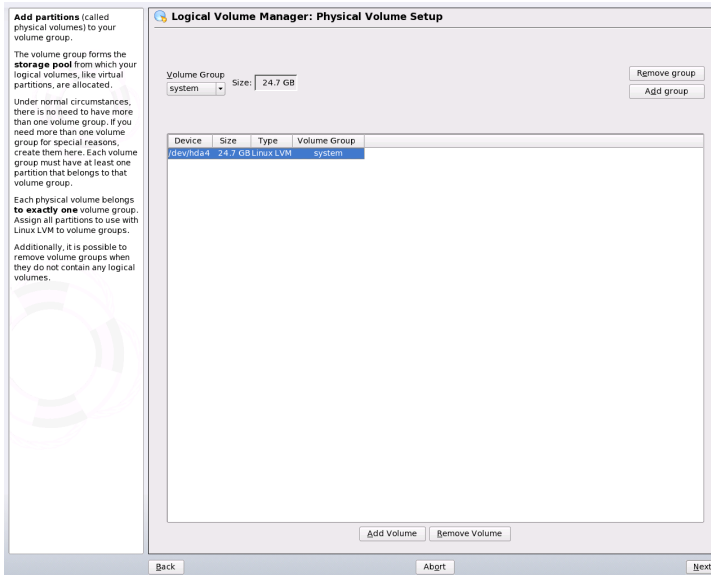 Add partitions (called
physical volumes) to your
volume group.
The volume group forms the
storage pool from which your
logical volumes, like virtual
partitions, are allocated.
Under normal circumstances,
there is no need to have more
than one volume group. If you
need more than one volume
group for special reasons,
create them here. Each volume
group must have at least one
partition that belongs to that
volume group.
Each physical volume belongs
to exactly one volume group.
Assign all partitions to use with
Linux LVM to volume groups.
Additionally, it is possible to
remove volume groups when
they do not contain any logical
volumes.
Logical Volume Manager: Physical Volume Setup
Volume Group
system
Size: 24.7 GB
Remove group
Add group
Device Size Type Volume Group
/dev/hda4 24.7 GB Linux LVM system
Add Volume Remove Volume
Back Abort Next